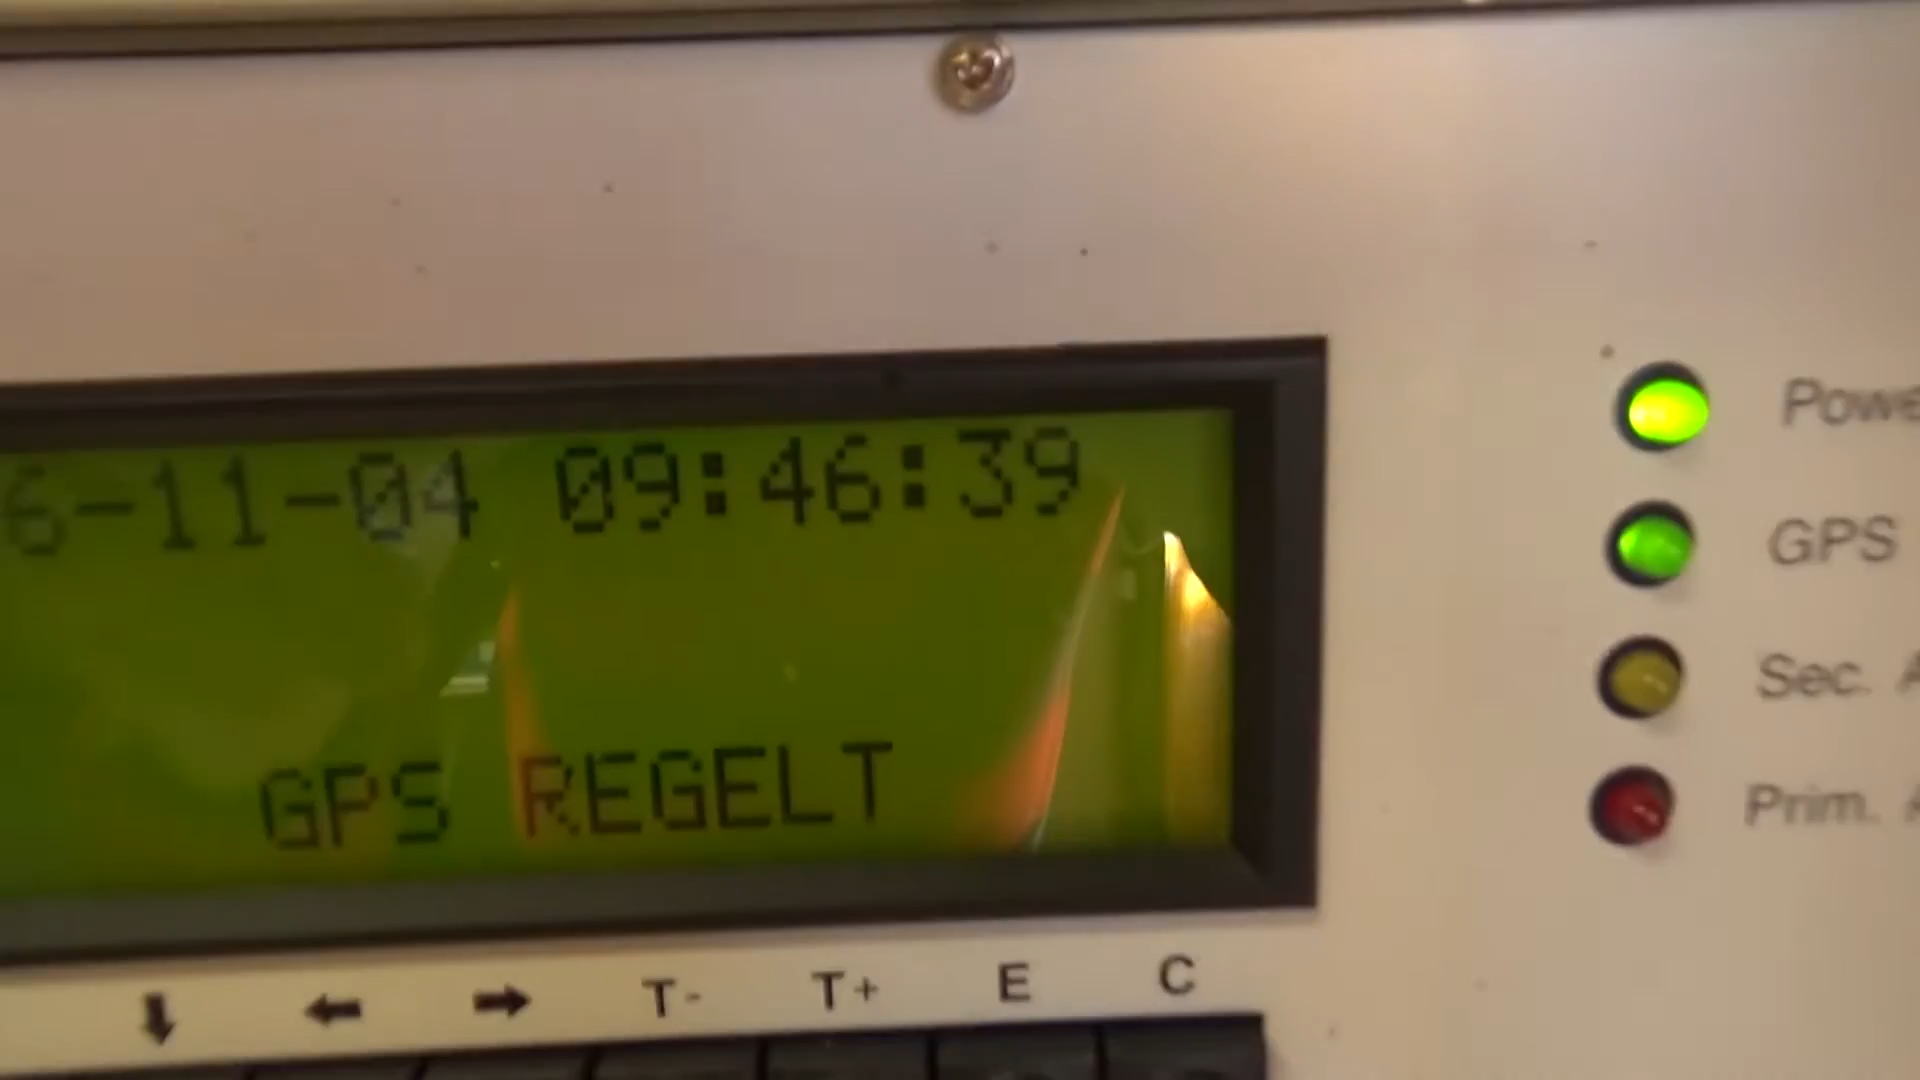 6-11-04 09:46:39
GPS REGELT
Powe
GPS
Sec. A
Prim. A
⬇ ⬅ ➡ T- T+ E C